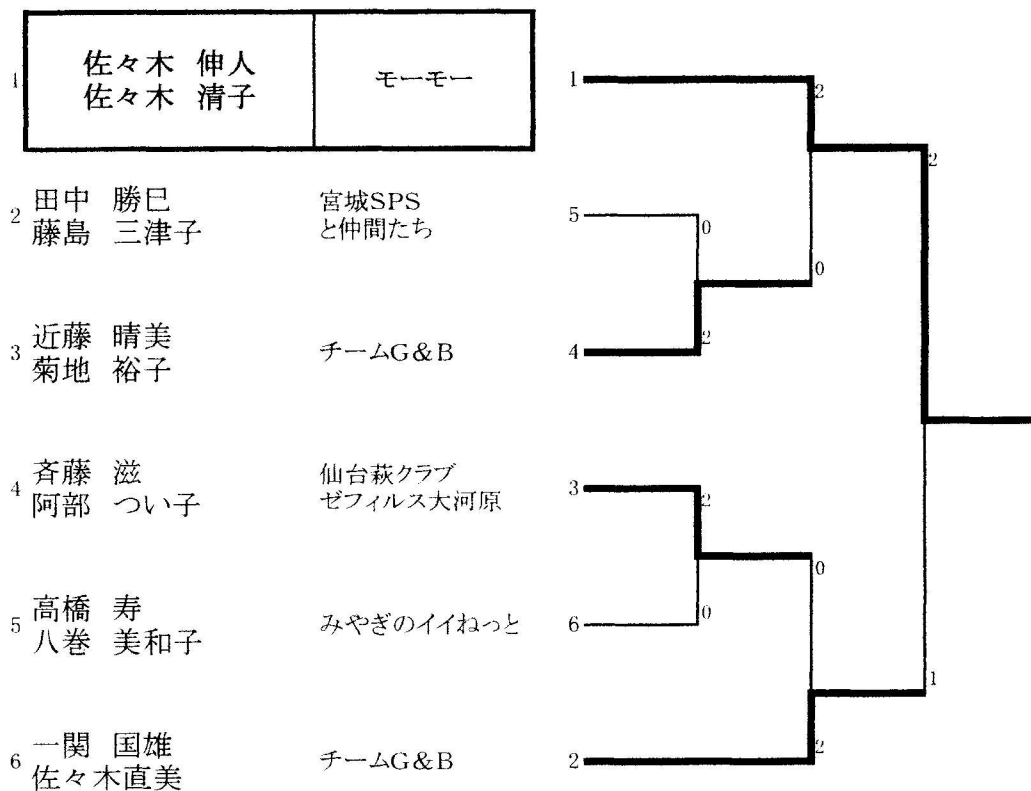 1 佐々木 伸人
佐々木 清子
モーモー
2 田中 勝巳
藤島 三津子
宮城SPS
と仲間たち
3 近藤 晴美
菊地 裕子
チームG&B
4 斉藤 滋
阿部 つい子
仙台萩クラブ
ゼフィルス大河原
5 高橋 寿
八巻 美和子
みやぎのイイねっと
6 一関 国雄
佐々木直美
チームG&B
1
2
2
5
0
0
4
2
3
2
0
6
0
1
2
2